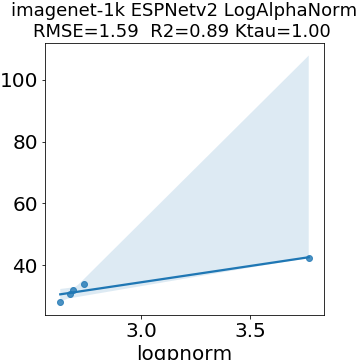 imagenet-1k ESPNetv2 LogAlphaNorm
RMSE=1.59 R2=0.89 Ktau=1.00
100
80
60
40
3.0 3.5
logpnorm